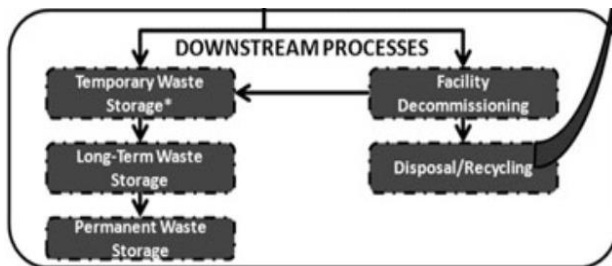 DOWNSTREAM PROCESSES
Temporary Waste
Storage*
Facility
Decommissioning
Long-Term Waste
Storage
Disposal/Recycling
Permanent Waste
Storage